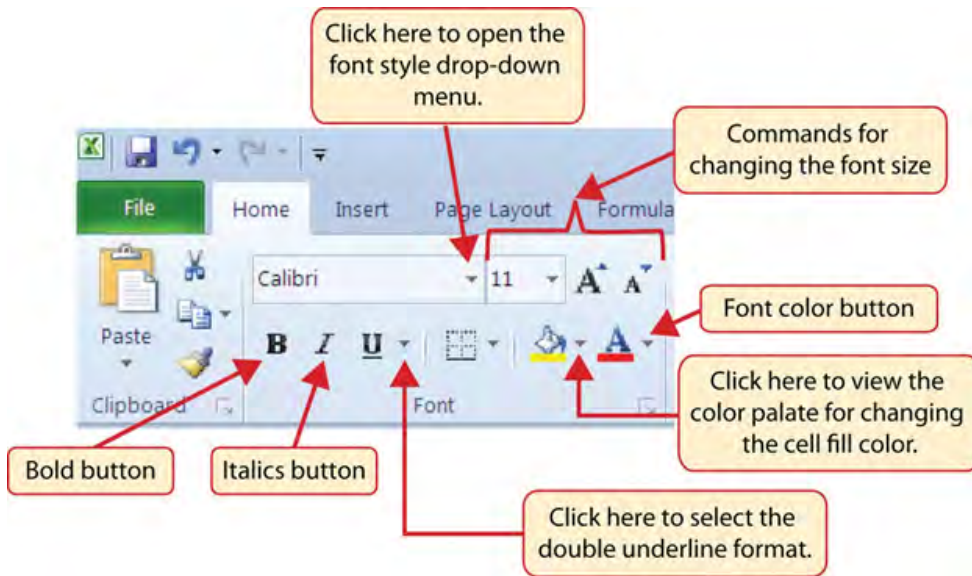 Click here to open the
font style drop-down
menu.
Commands for
changing the font size
File Home Insert Page Layout Formula
Calibri 11 A A
Paste
B I U A
Font color button
Clipboard Font
Click here to view the
color palate for changing
the cell fill color.
Bold button
Italics button
Click here to select the
double underline format.